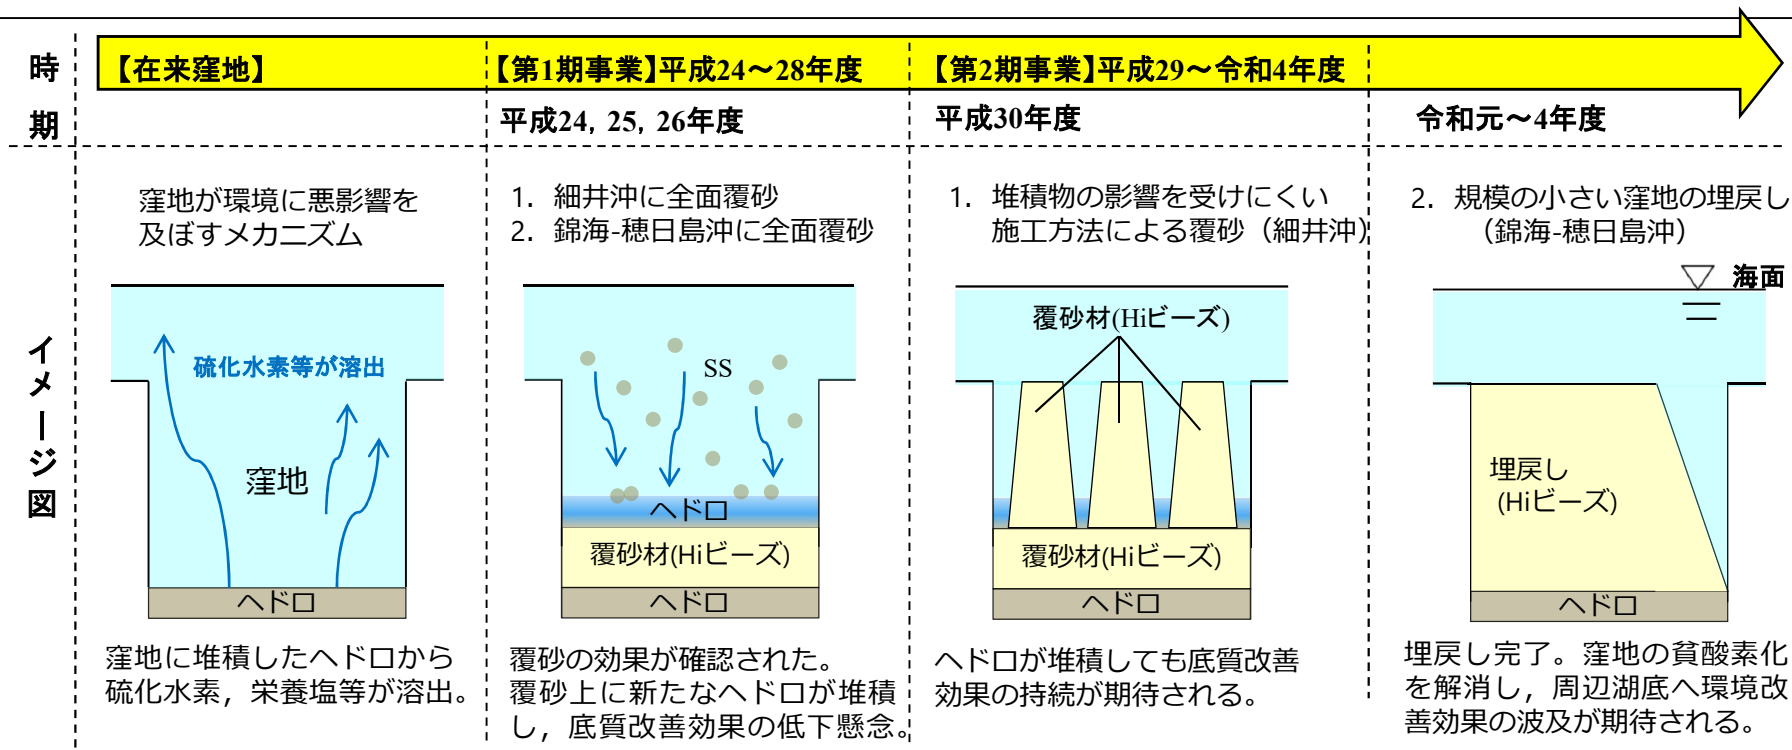 時期
【在来窪地】
【第1期事業】平成24～28年度
【第2期事業】平成29～令和4年度
平成24，25，26年度
平成30年度
令和元～4年度
イメージ図
窪地が環境に悪影響を
及ぼすメカニズム
硫化水素等が溶出
窪地
ヘドロ
窪地に堆積したヘドロから
硫化水素，栄養塩等が溶出。
1. 細井沖に全面覆砂
2. 錦海-穂日島沖に全面覆砂
SS
ヘドロ
覆砂材(Hiビーズ)
ヘドロ
覆砂の効果が確認された。
覆砂上に新たなヘドロが堆積
し，底質改善効果の低下懸念。
1. 堆積物の影響を受けにくい
施工方法による覆砂（細井沖）
覆砂材(Hiビーズ)
覆砂材(Hiビーズ)
ヘドロ
ヘドロが堆積しても底質改善
効果の持続が期待される。
2. 規模の小さい窪地の埋戻し
（錦海-穂日島沖）
海面
埋戻し
(Hiビーズ)
ヘドロ
埋戻し完了。窪地の貧酸素化
を解消し，周辺湖底へ環境改
善効果の波及が期待される。